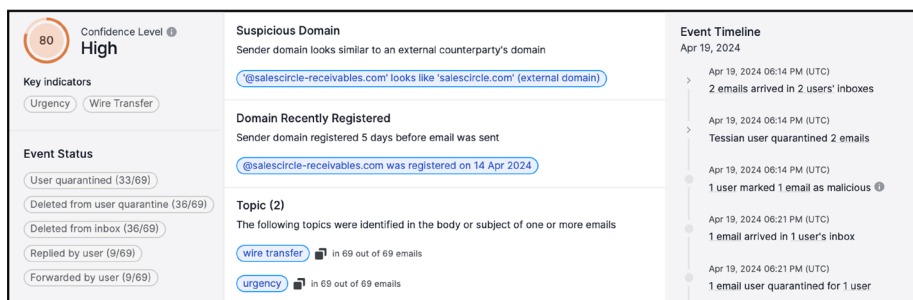 80
Confidence Level
High
Key indicators
Urgency
Wire Transfer
Event Status
User quarantined (33/69)
Deleted from user quarantine (36/69)
Deleted from inbox (36/69)
Replied by user (9/69)
Forwarded by user (9/69)
Suspicious Domain
Sender domain looks similar to an external counterparty's domain
'@salescircle-receivables.com' looks like 'salescircle.com' (external domain)
Domain Recently Registered
Sender domain registered 5 days before email was sent
@salescircle-receivables.com was registered on 14 Apr 2024
Topic (2)
The following topics were identified in the body or subject of one or more emails
wire transfer in 69 out of 69 emails
urgency in 69 out of 69 emails
Event Timeline
Apr 19, 2024
Apr 19, 2024 06:14 PM (UTC)
2 emails arrived in 2 users' inboxes
Apr 19, 2024 06:14 PM (UTC)
Tessian user quarantined 2 emails
Apr 19, 2024 06:14 PM (UTC)
1 user marked 1 email as malicious
Apr 19, 2024 06:21 PM (UTC)
1 email arrived in 1 user's inbox
Apr 19, 2024 06:21 PM (UTC)
1 email user quarantined for 1 user